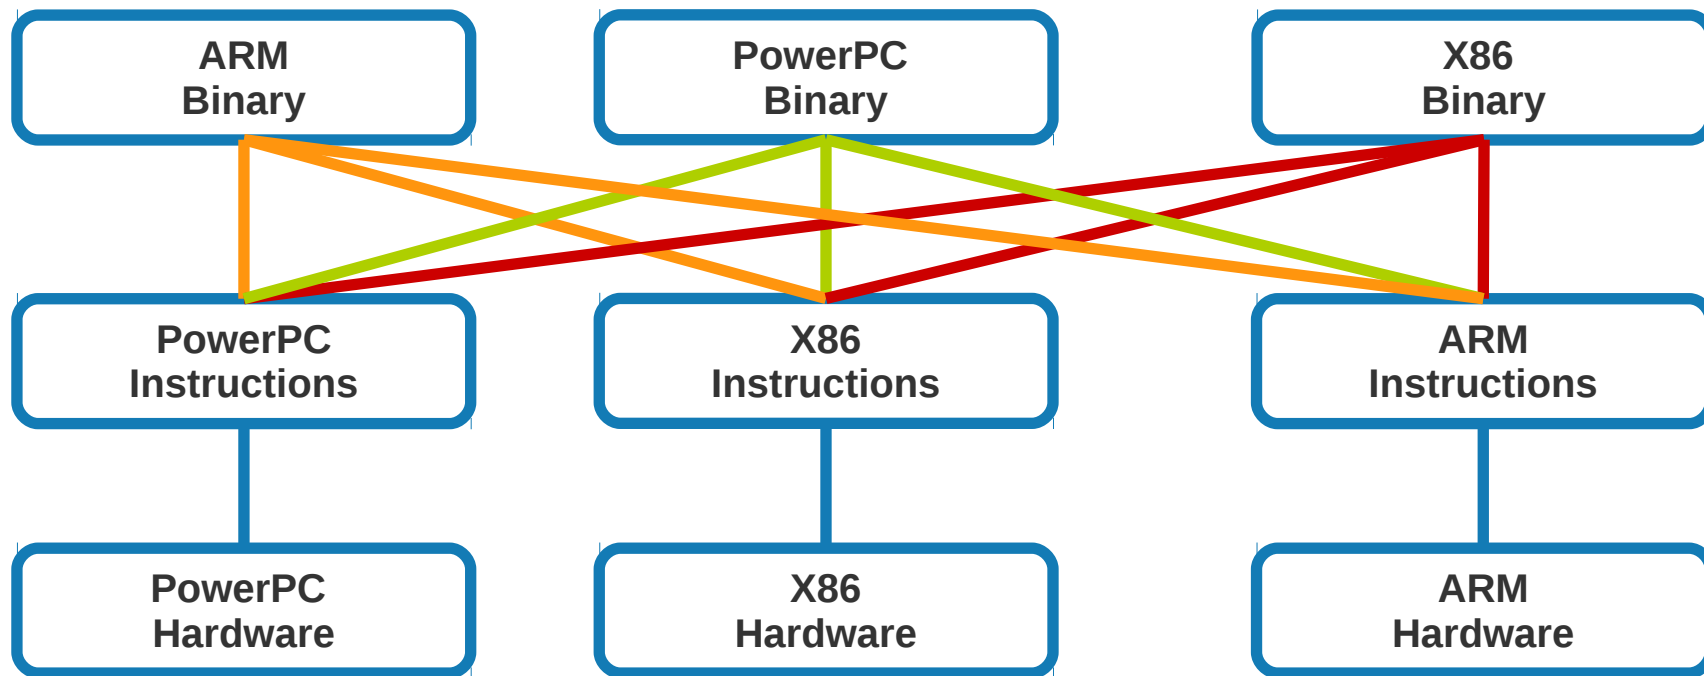 ARM
Binary
PowerPC
Binary
X86
Binary
PowerPC
Instructions
X86
Instructions
ARM
Instructions
PowerPC
Hardware
X86
Hardware
ARM
Hardware